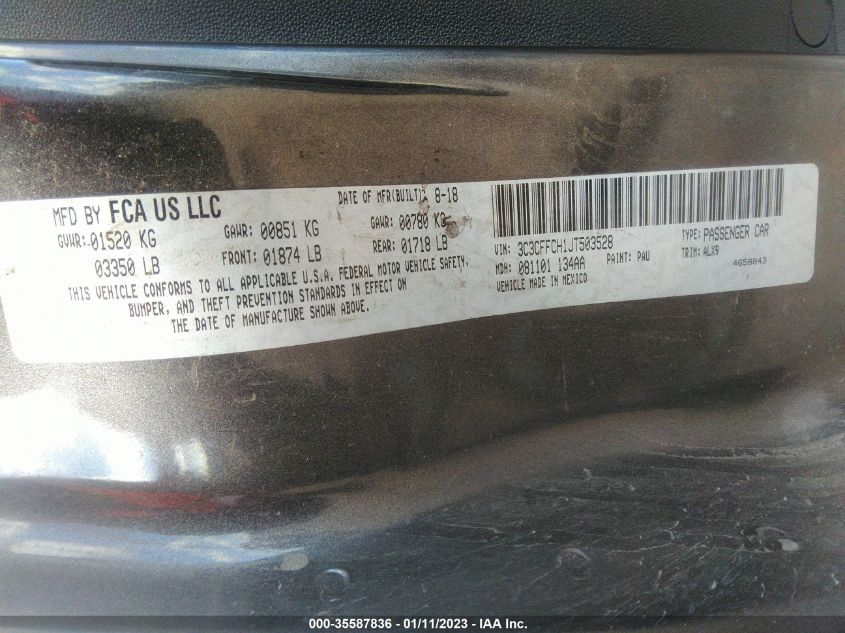 MFD BY FCA US LLC
DATE OF MFR(BUILT): 8-18
GVWR: 01520 KG
GAWR: 00851 KG
GAWR: 00780 KG
03350 LB
FRONT: 01874 LB
REAR: 01718 LB
THIS VEHICLE CONFORMS TO ALL APPLICABLE U.S.A. FEDERAL MOTOR VEHICLE SAFETY,
BUMPER, AND THEFT PREVENTION STANDARDS IN EFFECT ON
THE DATE OF MANUFACTURE SHOWN ABOVE.
VIN: 3C3CFFCH1JT503528
TYPE: PASSENGER CAR
MDH: 081101 134AA
PAINT: PAU
TRIM: ALX9
VEHICLE MADE IN MEXICO
4658843
000-35587836 - 01/11/2023 - IAA Inc.